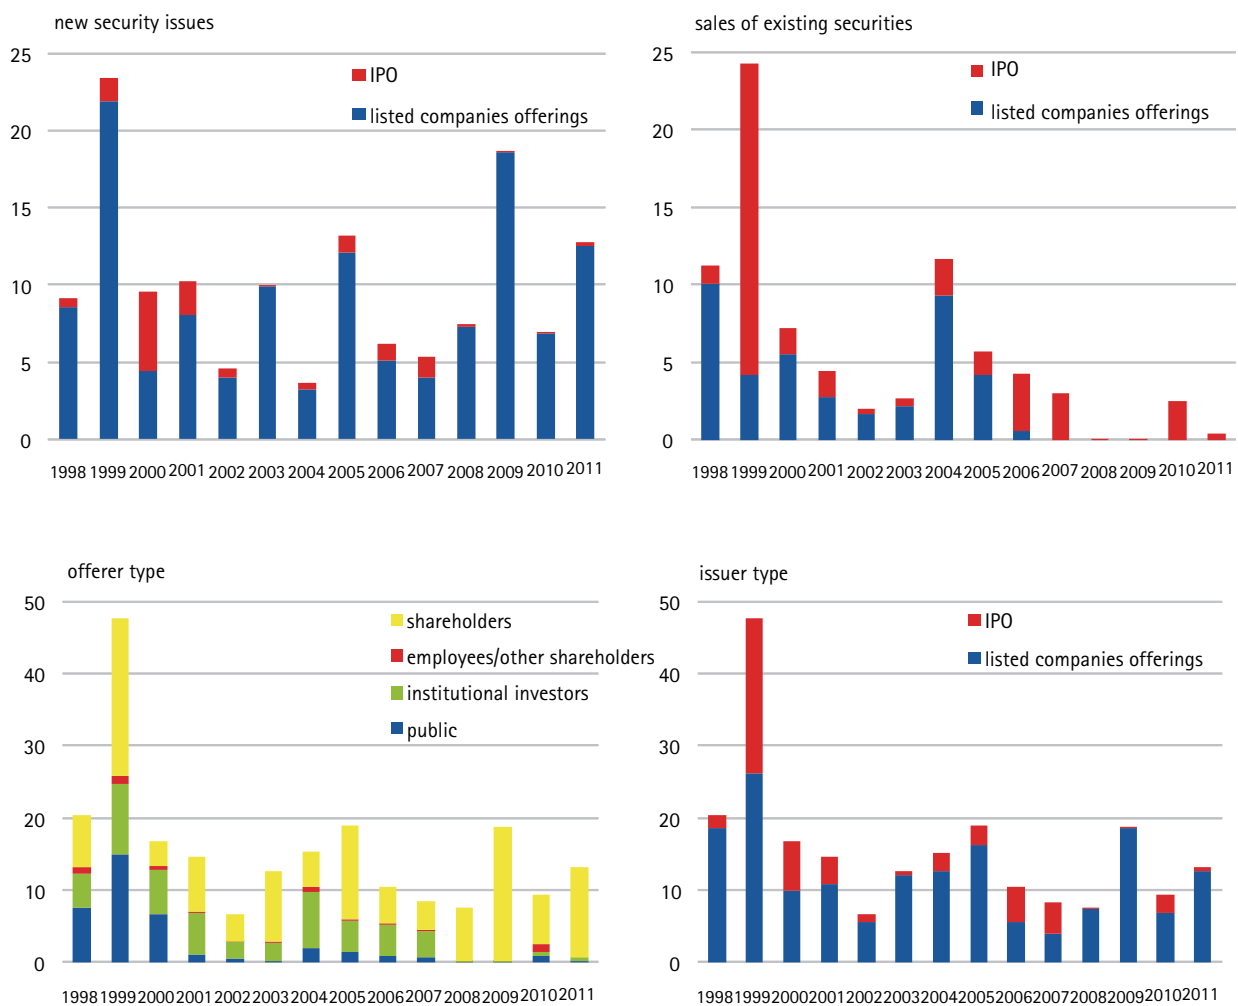 new security issues
25
20
15
10
5
0
IPO
listed companies offerings
1998 1999 2000 2001 2002 2003 2004 2005 2006 2007 2008 2009 2010 2011
sales of existing securities
25
20
15
10
5
0
IPO
listed companies offerings
1998 1999 2000 2001 2002 2003 2004 2005 2006 2007 2008 2009 2010 2011
offerer type
50
40
30
20
10
0
shareholders
employees/other shareholders
institutional investors
public
1998 1999 2000 2001 2002 2003 2004 2005 2006 2007 2008 2009 2010 2011
issuer type
50
40
30
20
10
0
IPO
listed companies offerings
1998 1999 2000 2001 2002 2003 2004 2005 2006 2007 2008 2009 2010 2011